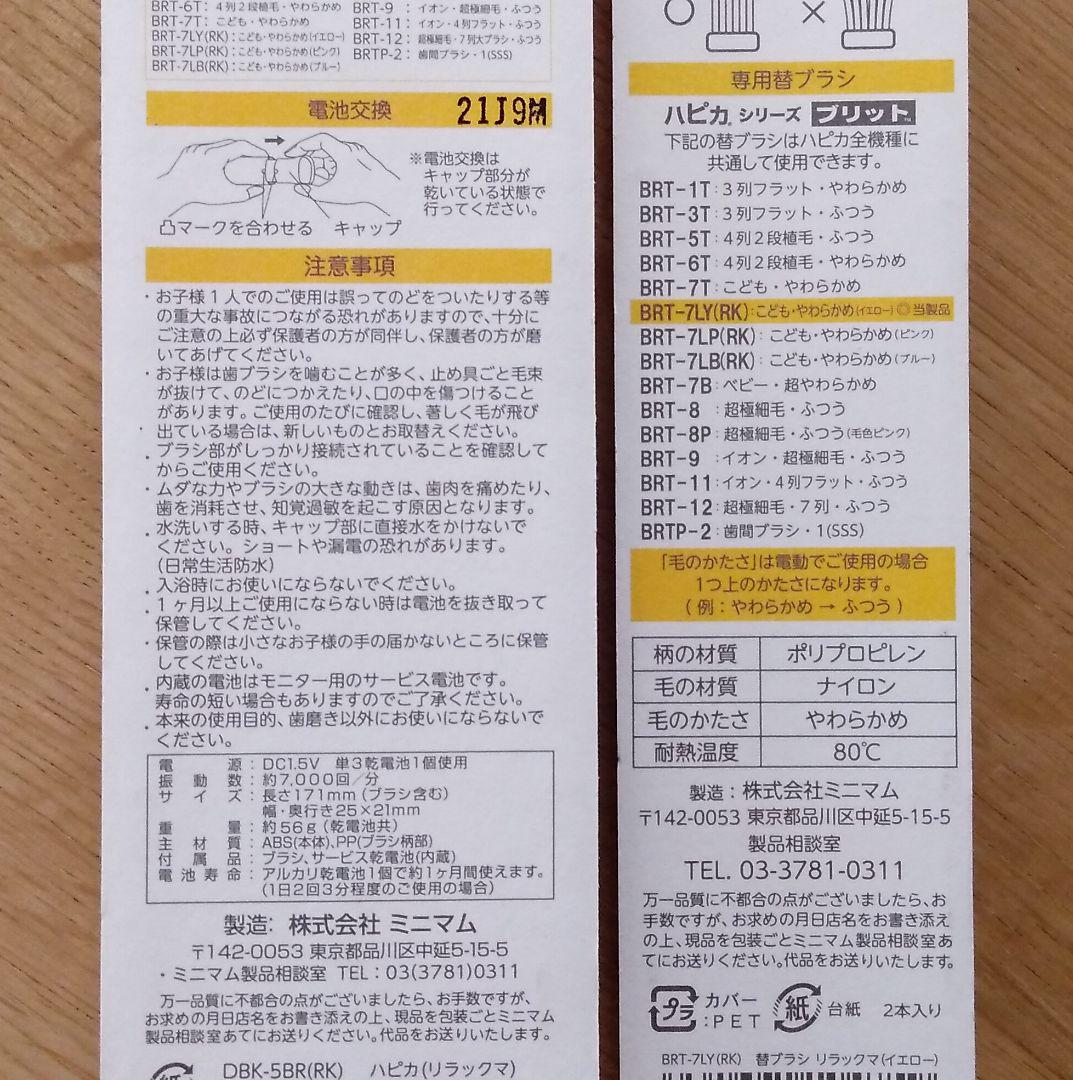 BRT-6T：4列2段植毛・やわらかめ
BRT-7T：こども・やわらかめ
BRT-7LY(RK)：こども・やわらかめ(イエロー)
BRT-7LP(RK)：こども・やわらかめ(ピンク)
BRT-7LB(RK)：こども・やわらかめ(ブルー)
BRT-9 ：イオン・超極細毛・ふつう
BRT-11：イオン・4列フラット・ふつう
BRT-12：超極細毛・7列大ブラシ・ふつう
BRTP-2：歯間ブラシ・1(SSS)
電池交換
21J9M
※電池交換は
キャップ部分が
乾いている状態で
行ってください。
凸マークを合わせる キャップ
注意事項
・お子様1人でのご使用は誤ってのどをついたりする等
の重大な事故につながる恐れがありますので、十分に
ご注意の上必ず保護者の方が同伴し、保護者の方が磨
いてあげてください。
・お子様は歯ブラシを噛むことが多く、止め具ごと毛束
が抜けて、のどにつかえたり、口の中を傷つけること
があります。ご使用のたびに確認し、著しく毛が飛び
出ている場合は、新しいものとお取替えください。
・ブラシ部がしっかり接続されていることを確認して
からご使用ください。
・ムダな力やブラシの大きな動きは、歯肉を痛めたり、
歯を消耗させ、知覚過敏を起こす原因となります。
・水洗いする時、キャップ部に直接水をかけないで
ください。ショートや漏電の恐れがあります。
(日常生活防水)
・入浴時にお使いにならないでください。
・1ヶ月以上ご使用にならない時は電池を抜き取って
保管してください。
・保管の際は小さなお子様の手の届かないところに保管
してください。
・内蔵の電池はモニター用のサービス電池です。
寿命の短い場合もありますのでご了承ください。
・本来の使用目的、歯磨き以外にお使いにならないで
ください。
電源：DC1.5V 単3乾電池1個使用
振動数：約7,000回／分
サイズ：長さ171mm(ブラシ含む)
幅・奥行き25×21mm
重量：約56g(乾電池共)
主材質：ABS(本体)、PP(ブラシ柄部)
付属品：ブラシ、サービス乾電池(内蔵)
電池寿命：アルカリ乾電池1個で約1ヶ月間使えます。
(1日2回3分程度のご使用の場合)
製造：株式会社 ミニマム
〒142-0053 東京都品川区中延5-15-5
・ミニマム製品相談室 TEL：03(3781)0311
万一品質に不都合の点がございましたら、お手数ですが、
お求めの月日店名をお書き添えの上、現品を包装ごとミニマム
製品相談室あてにお送りください。代品をお送りいたします。
紙
DBK-5BR(RK) ハピカ(リラックマ)
専用替ブラシ
ハピカ® シリーズ ブリット™
下記の替ブラシはハピカ全機種に
共通して使用できます。
BRT-1T：3列フラット・やわらかめ
BRT-3T：3列フラット・ふつう
BRT-5T：4列2段植毛・ふつう
BRT-6T：4列2段植毛・やわらかめ
BRT-7T：こども・やわらかめ
BRT-7LY(RK)：こども・やわらかめ(イエロー)◎当製品
BRT-7LP(RK)：こども・やわらかめ(ピンク)
BRT-7LB(RK)：こども・やわらかめ(ブルー)
BRT-7B：ベビー・超やわらかめ
BRT-8 ：超極細毛・ふつう
BRT-8P：超極細毛・ふつう(毛色ピンク)
BRT-9 ：イオン・超極細毛・ふつう
BRT-11：イオン・4列フラット・ふつう
BRT-12：超極細毛・7列・ふつう
BRTP-2：歯間ブラシ・1(SSS)
「毛のかたさ」は電動でご使用の場合
1つ上のかたさになります。
(例：やわらかめ → ふつう)
柄の材質 ポリプロピレン
毛の材質 ナイロン
毛のかたさ やわらかめ
耐熱温度 80℃
製造：株式会社ミニマム
〒142-0053 東京都品川区中延5-15-5
製品相談室
TEL. 03-3781-0311
万一品質に不都合の点がございましたら、お
手数ですが、お求めの月日店名をお書き添え
の上、現品を包装ごとミニマム製品相談室あ
てにお送りください。代品をお送りいたします。
プラ カバー：PET 紙 台紙 2本入り
BRT-7LY(RK) 替ブラシ リラックマ(イエロー)